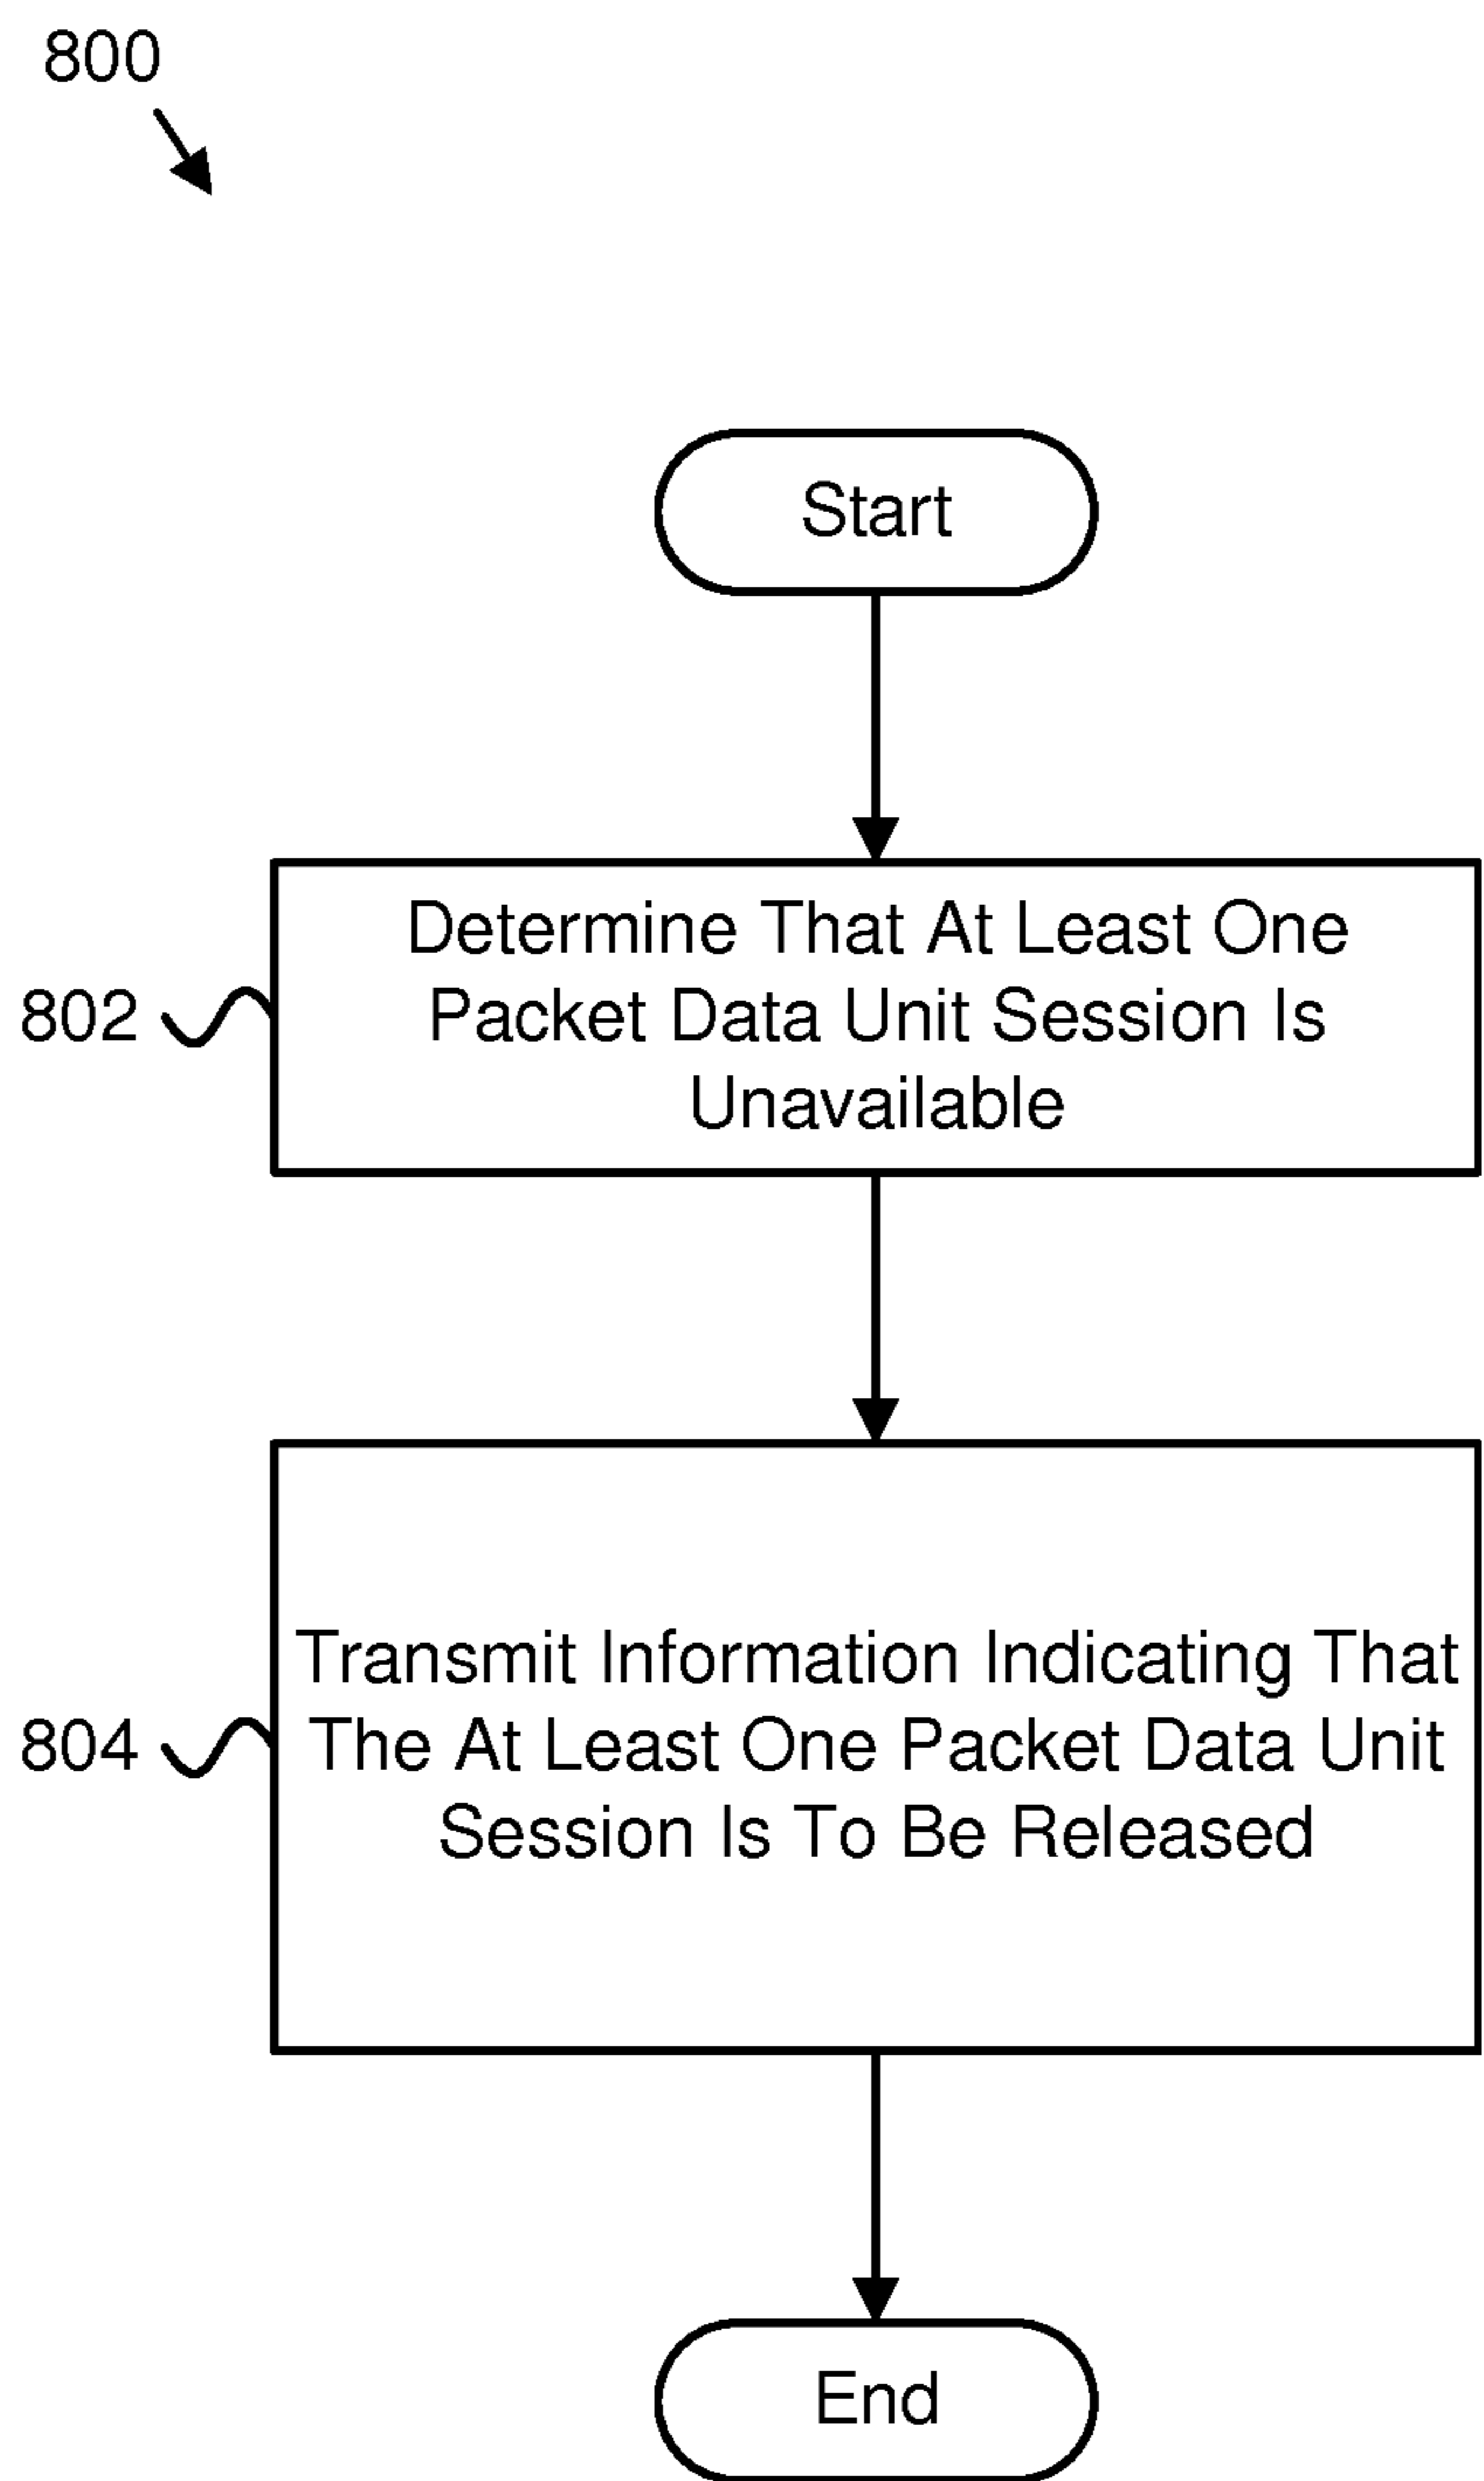 800
Start
802
Determine That At Least One
Packet Data Unit Session Is
Unavailable
804
Transmit Information Indicating That
The At Least One Packet Data Unit
Session Is To Be Released
End